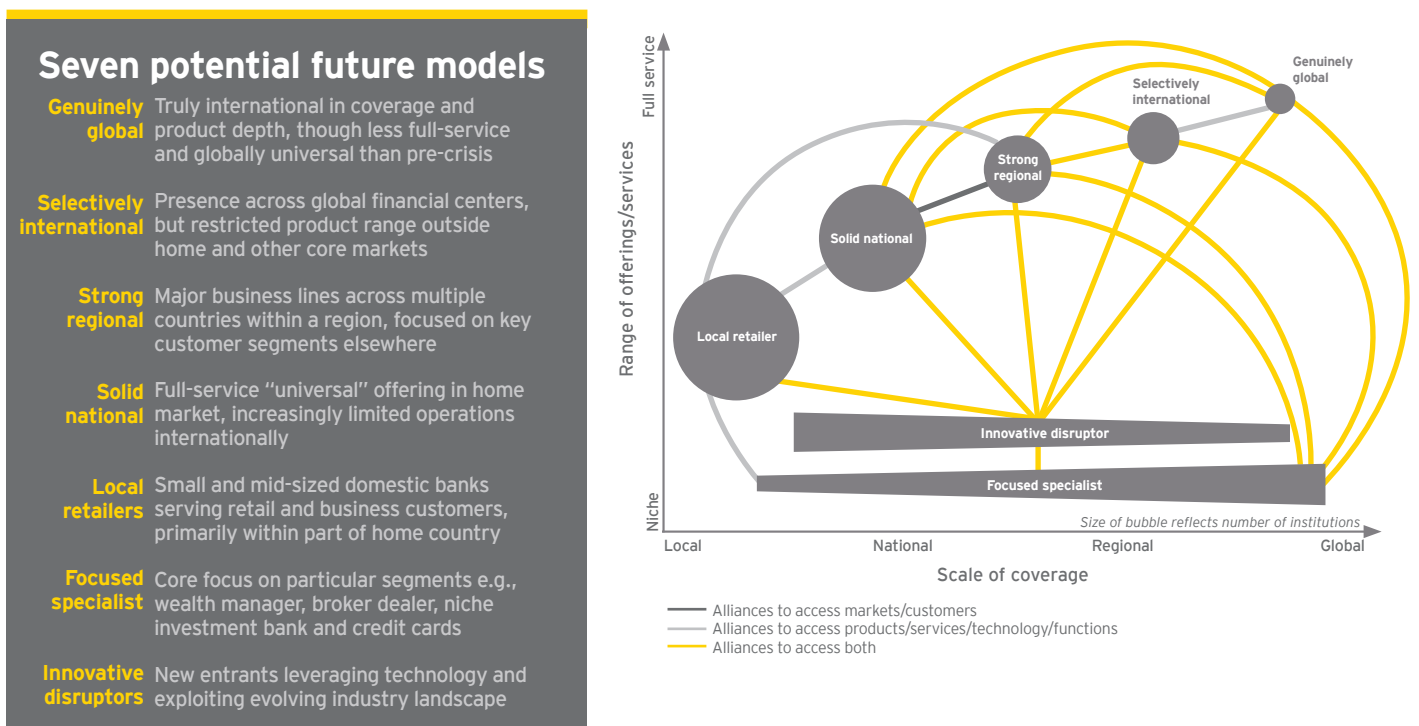 Seven potential future models
Genuinely
global
Truly international in coverage and
product depth, though less full-service
and globally universal than pre-crisis
Selectively
international
Presence across global financial centers,
but restricted product range outside
home and other core markets
Strong
regional
Major business lines across multiple
countries within a region, focused on key
customer segments elsewhere
Solid
national
Full-service “universal” offering in home
market, increasingly limited operations
internationally
Local
retailers
Small and mid-sized domestic banks
serving retail and business customers,
primarily within part of home country
Focused
specialist
Core focus on particular segments e.g.,
wealth manager, broker dealer, niche
investment bank and credit cards
Innovative
disruptors
New entrants leveraging technology and
exploiting evolving industry landscape
Range of offerings/services
Full service
Niche
Genuinely
global
Selectively
international
Strong
regional
Solid national
Local retailer
Innovative disruptor
Focused specialist
Size of bubble reflects number of institutions
Local
National
Regional
Global
Scale of coverage
Alliances to access markets/customers
Alliances to access products/services/technology/functions
Alliances to access both